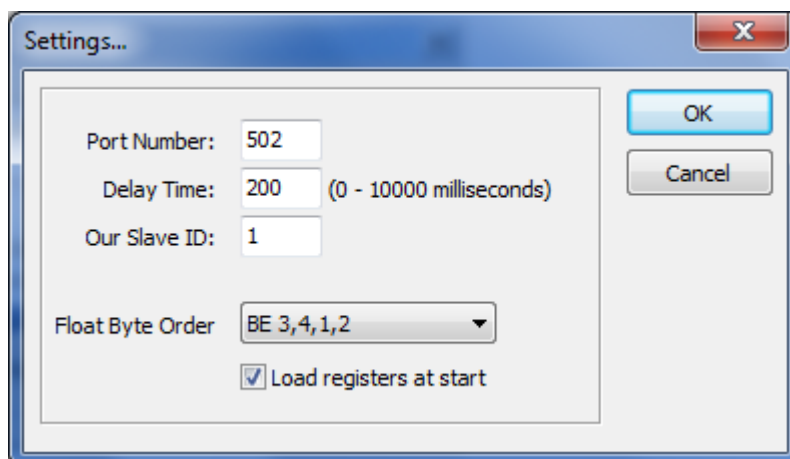 Settings...
OK
Cancel
Port Number: 502
Delay Time: 200 (0 - 10000 milliseconds)
Our Slave ID: 1
Float Byte Order BE 3,4,1,2
Load registers at start